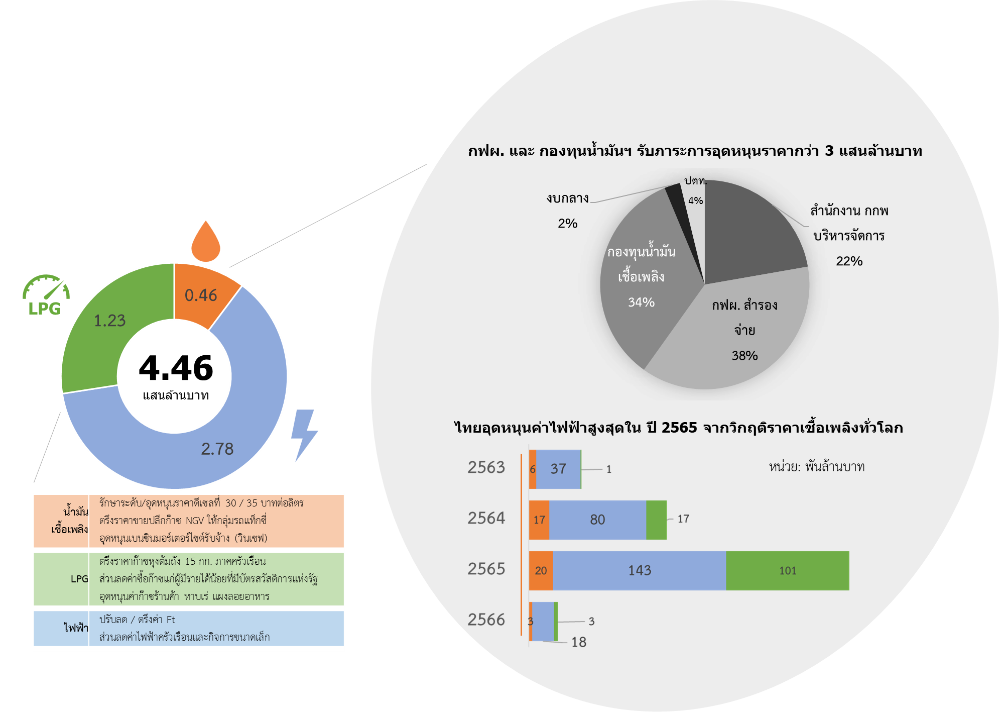 LPG
0.46
1.23
2.78
4.46
แสนล้านบาท
น้ำมัน
เชื้อเพลิง
รักษาระดับ/อุดหนุนราคาดีเซลที่ 30 / 35 บาทต่อลิตร
ตรึงราคาขายปลีกก๊าซ NGV ให้กลุ่มรถแท็กซี่
อุดหนุนเบนซินมอร์เตอร์ไซต์รับจ้าง (วินเซฟ)
LPG
ตรึงราคาก๊าซหุงต้มถัง 15 กก. ภาคครัวเรือน
ส่วนลดค่าซื้อก๊าซแก่ผู้มีรายได้น้อยที่มีบัตรสวัสดิการแห่งรัฐ
อุดหนุนค่าก๊าซร้านค้า หาบเร่ แผงลอยอาหาร
ไฟฟ้า
ปรับลด / ตรึงค่า Ft
ส่วนลดค่าไฟฟ้าครัวเรือนและกิจการขนาดเล็ก
กฟผ. และ กองทุนน้ำมันฯ รับภาระการอุดหนุนราคากว่า 3 แสนล้านบาท
ปตท.
4%
งบกลาง
2%
สำนักงาน กกพ
บริหารจัดการ
22%
กองทุนน้ำมัน
เชื้อเพลิง
34%
กฟผ. สำรอง
จ่าย
38%
ไทยอุดหนุนค่าไฟฟ้าสูงสุดใน ปี 2565 จากวิกฤติราคาเชื้อเพลิงทั่วโลก
หน่วย: พันล้านบาท
2563 6 37 1
2564 17 80 17
2565 20 143 101
2566 3 3
18